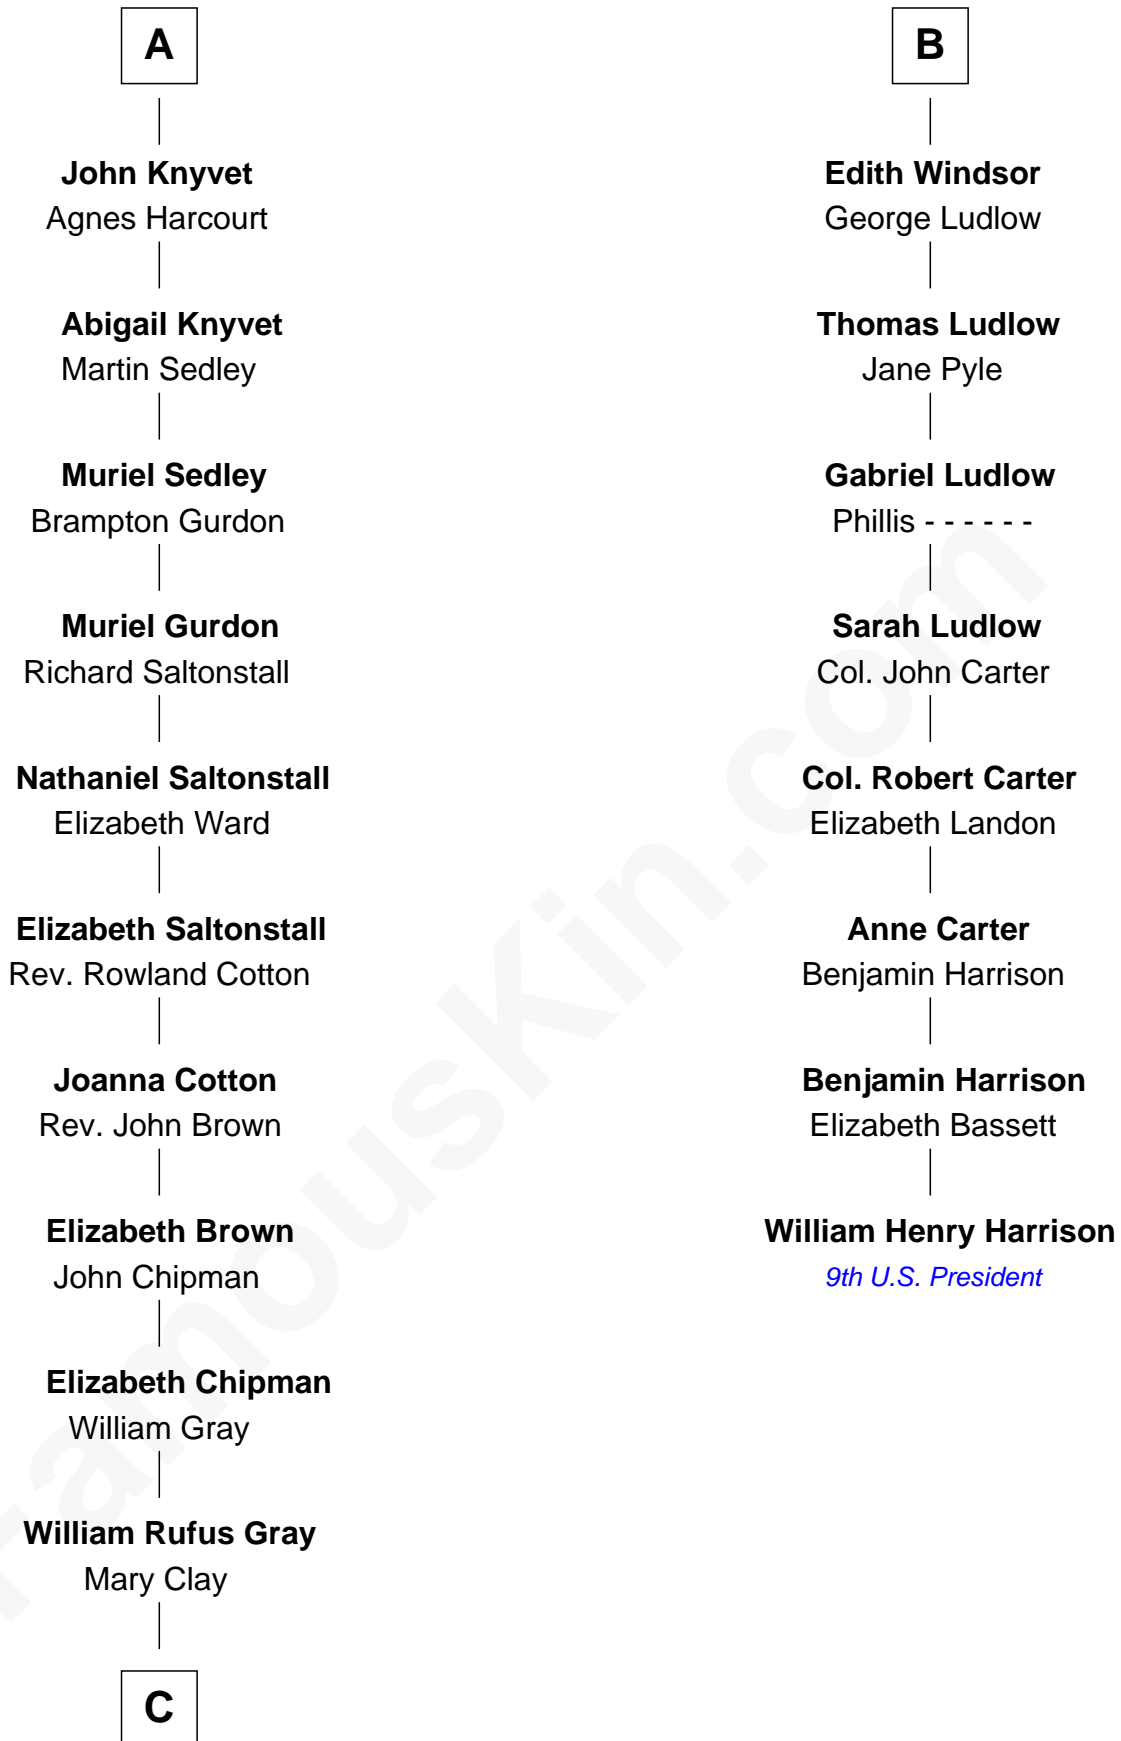 A
John Knyvet
Agnes Harcourt
Abigail Knyvet
Martin Sedley
Muriel Sedley
Brampton Gurdon
Muriel Gurdon
Richard Saltonstall
Nathaniel Saltonstall
Elizabeth Ward
Elizabeth Saltonstall
Rev. Rowland Cotton
Joanna Cotton
Rev. John Brown
Elizabeth Brown
John Chipman
Elizabeth Chipman
William Gray
William Rufus Gray
Mary Clay
C
B
Edith Windsor
George Ludlow
Thomas Ludlow
Jane Pyle
Gabriel Ludlow
Phillis - - - - - -
Sarah Ludlow
Col. John Carter
Col. Robert Carter
Elizabeth Landon
Anne Carter
Benjamin Harrison
Benjamin Harrison
Elizabeth Bassett
William Henry Harrison
9th U.S. President
FamousKin.com